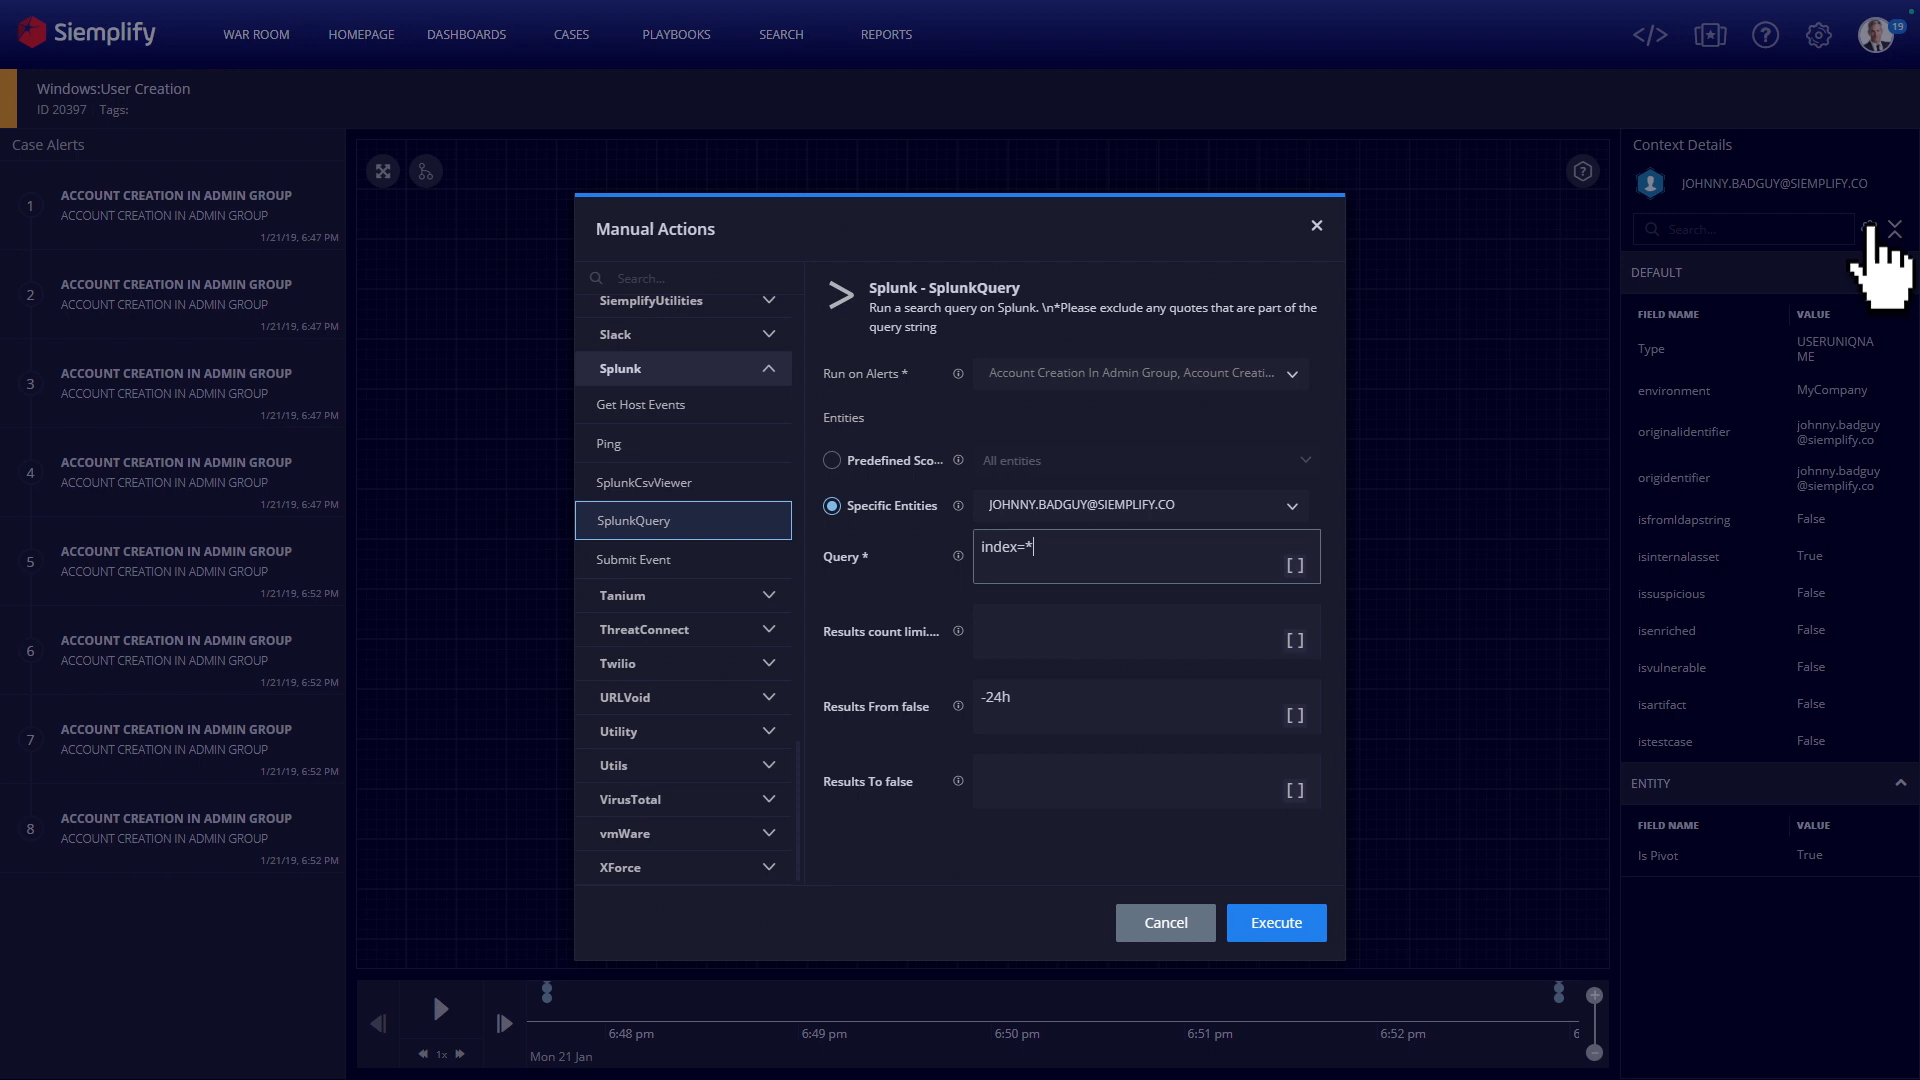 Siemplify
WAR ROOM
HOMEPAGE
DASHBOARDS
CASES
PLAYBOOKS
SEARCH
REPORTS
19
Windows:User Creation
ID 20397
Tags:
Case Alerts
1
ACCOUNT CREATION IN ADMIN GROUP
ACCOUNT CREATION IN ADMIN GROUP
1/21/19, 6:47 PM
2
ACCOUNT CREATION IN ADMIN GROUP
ACCOUNT CREATION IN ADMIN GROUP
1/21/19, 6:47 PM
3
ACCOUNT CREATION IN ADMIN GROUP
ACCOUNT CREATION IN ADMIN GROUP
1/21/19, 6:47 PM
4
ACCOUNT CREATION IN ADMIN GROUP
ACCOUNT CREATION IN ADMIN GROUP
1/21/19, 6:47 PM
5
ACCOUNT CREATION IN ADMIN GROUP
ACCOUNT CREATION IN ADMIN GROUP
1/21/19, 6:52 PM
6
ACCOUNT CREATION IN ADMIN GROUP
ACCOUNT CREATION IN ADMIN GROUP
1/21/19, 6:52 PM
7
ACCOUNT CREATION IN ADMIN GROUP
ACCOUNT CREATION IN ADMIN GROUP
1/21/19, 6:52 PM
8
ACCOUNT CREATION IN ADMIN GROUP
ACCOUNT CREATION IN ADMIN GROUP
1/21/19, 6:52 PM
Manual Actions
Search...
SiemplifyUtilities
Slack
Splunk
Get Host Events
Ping
SplunkCsvViewer
SplunkQuery
Submit Event
Tanium
ThreatConnect
Twilio
URLVoid
Utility
Utils
VirusTotal
vmWare
XForce
Splunk - SplunkQuery
Run a search query on Splunk. \n*Please exclude any quotes that are part of the
query string
Run on Alerts *
Account Creation In Admin Group, Account Creati...
Entities
Predefined Sco...
All entities
Specific Entities
JOHNNY.BADGUY@SIEMPLIFY.CO
Query *
index=*
[ ]
Results count limi....
[ ]
Results From false
-24h
[ ]
Results To false
[ ]
Cancel
Execute
1x
6:48 pm
6:49 pm
6:50 pm
6:51 pm
6:52 pm
6
Mon 21 Jan
Context Details
JOHNNY.BADGUY@SIEMPLIFY.CO
Search...
DEFAULT
FIELD NAME
VALUE
Type
USERUNIQNA
ME
environment
MyCompany
originalidentifier
johnny.badguy
@siemplify.co
origidentifier
johnny.badguy
@siemplify.co
isfromldapstring
False
isinternalasset
True
issuspicious
False
isenriched
False
isvulnerable
False
isartifact
False
istestcase
False
ENTITY
FIELD NAME
VALUE
Is Pivot
True